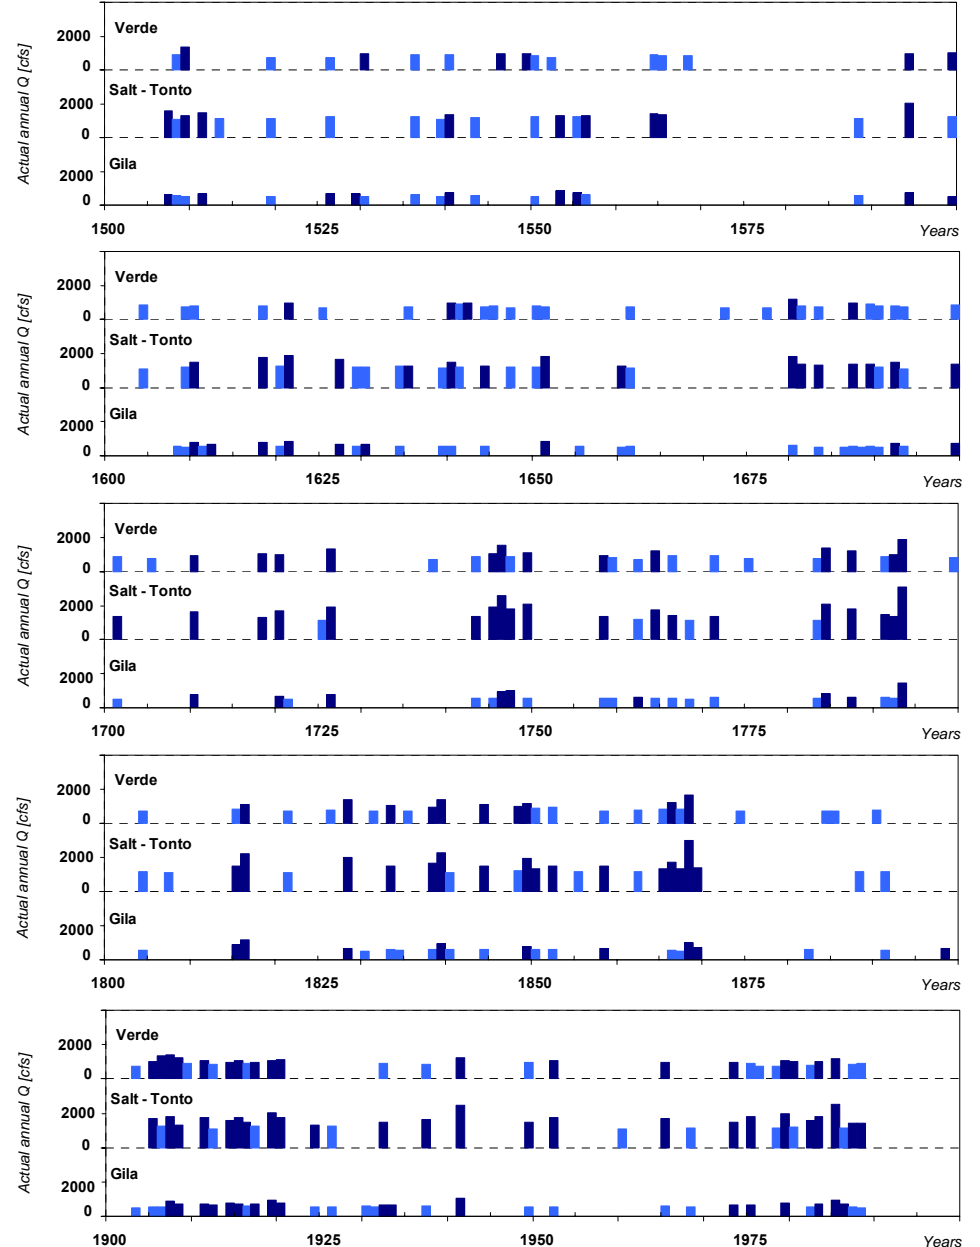 Actual annual Q [cfs]
Verde
2000
0
Salt - Tonto
2000
0
Gila
2000
0
1500 1525 1550 1575 Years
Actual annual Q [cfs]
Verde
2000
0
Salt - Tonto
2000
0
Gila
2000
0
1600 1625 1650 1675 Years
Actual annual Q [cfs]
Verde
2000
0
Salt - Tonto
2000
0
Gila
2000
0
1700 1725 1750 1775 Years
Actual annual Q [cfs]
Verde
2000
0
Salt - Tonto
2000
0
Gila
2000
0
1800 1825 1850 1875 Years
Actual annual Q [cfs]
Verde
2000
0
Salt - Tonto
2000
0
Gila
2000
0
1900 1925 1950 1975 Years